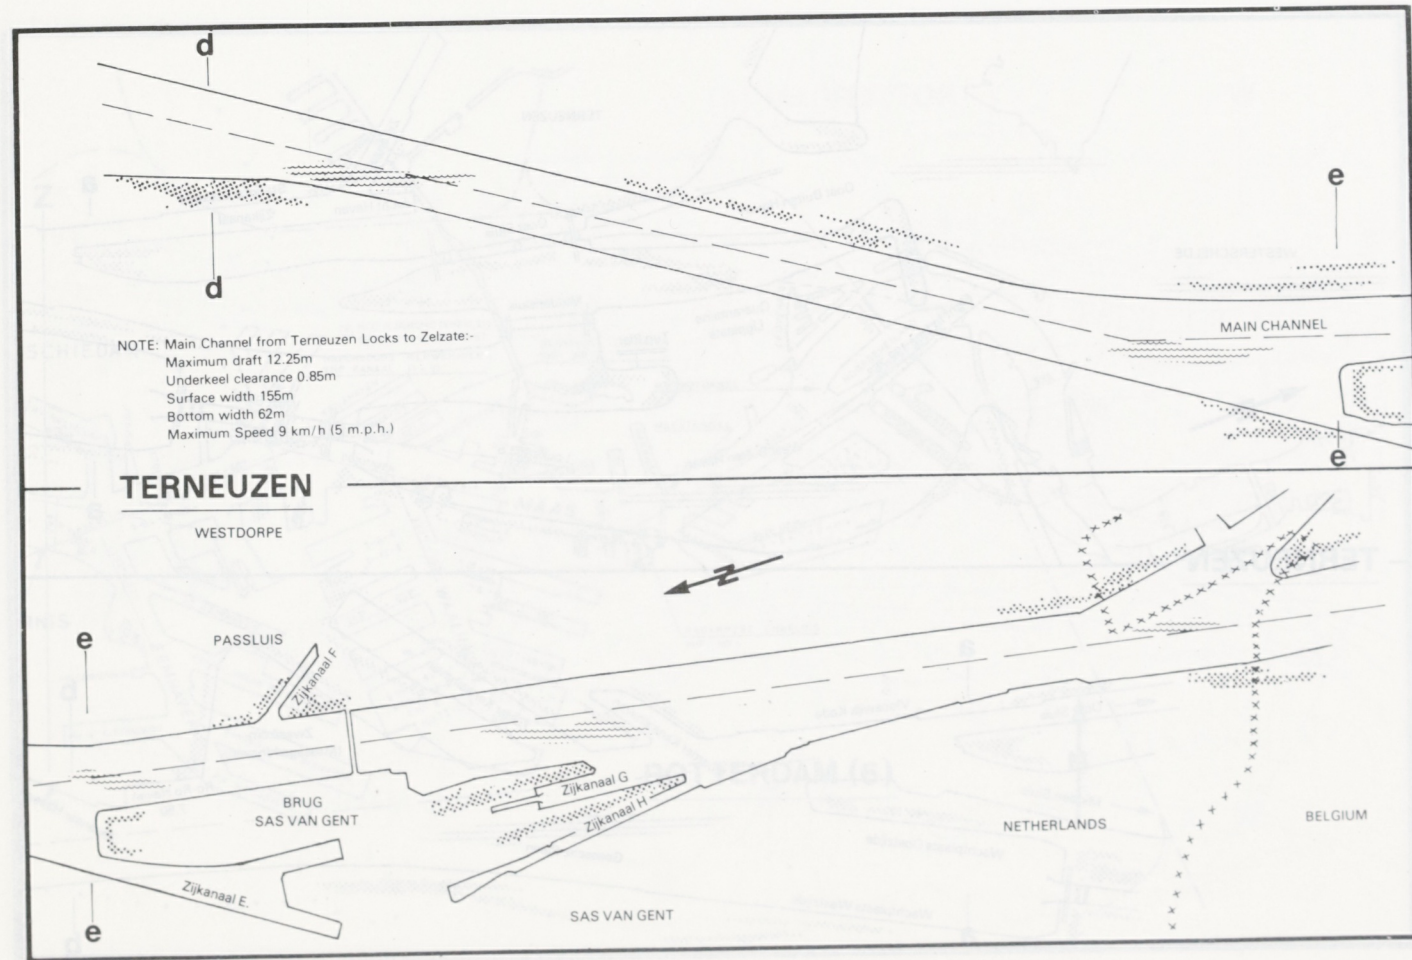 d
e
d
MAIN CHANNEL
NOTE: Main Channel from Terneuzen Locks to Zelzate:-
Maximum draft 12.25m
Underkeel clearance 0.85m
Surface width 155m
Bottom width 62m
Maximum Speed 9 km/h (5 m.p.h.)
e
TERNEUZEN
WESTDORPE
N
e
PASSLUIS
Zijkanaal F
Zijkanaal G
BRUG
SAS VAN GENT
Zijkanaal H
NETHERLANDS
BELGIUM
Zijkanaal E.
SAS VAN GENT
e